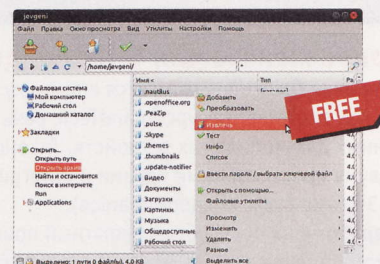 jevgeni
Файл Правка Окно просмотра Вид Утилиты Настройки Помощь
/home/jevgeni/
Имя < Тип
Файловая система
Мой компьютер
Рабочий стол
Домашний каталог
Закладки
Открыть...
Открыть путь
Открыть архив
Найти и остановится
Поиск в интернете
Run
Applications
.nautilus
.openoffice.org
.PeaZip
.pulse
.Skype
.themes
.thumbnails
.update-notifier
Видео
Документы
Загрузки
Картинки
Музыка
Общедоступные
Рабочий стол
Добавить
Преобразовать
Извлечь
Тест
Инфо
Список
Ввести пароль / выбрать ключевой файл
Открыть с помощью...
Файловые утилиты
Просмотр
Изменить
Удалить
Разное
Выделить все
FREE
Выделено: 1 пути 0 файл(ы), 4,0 KB